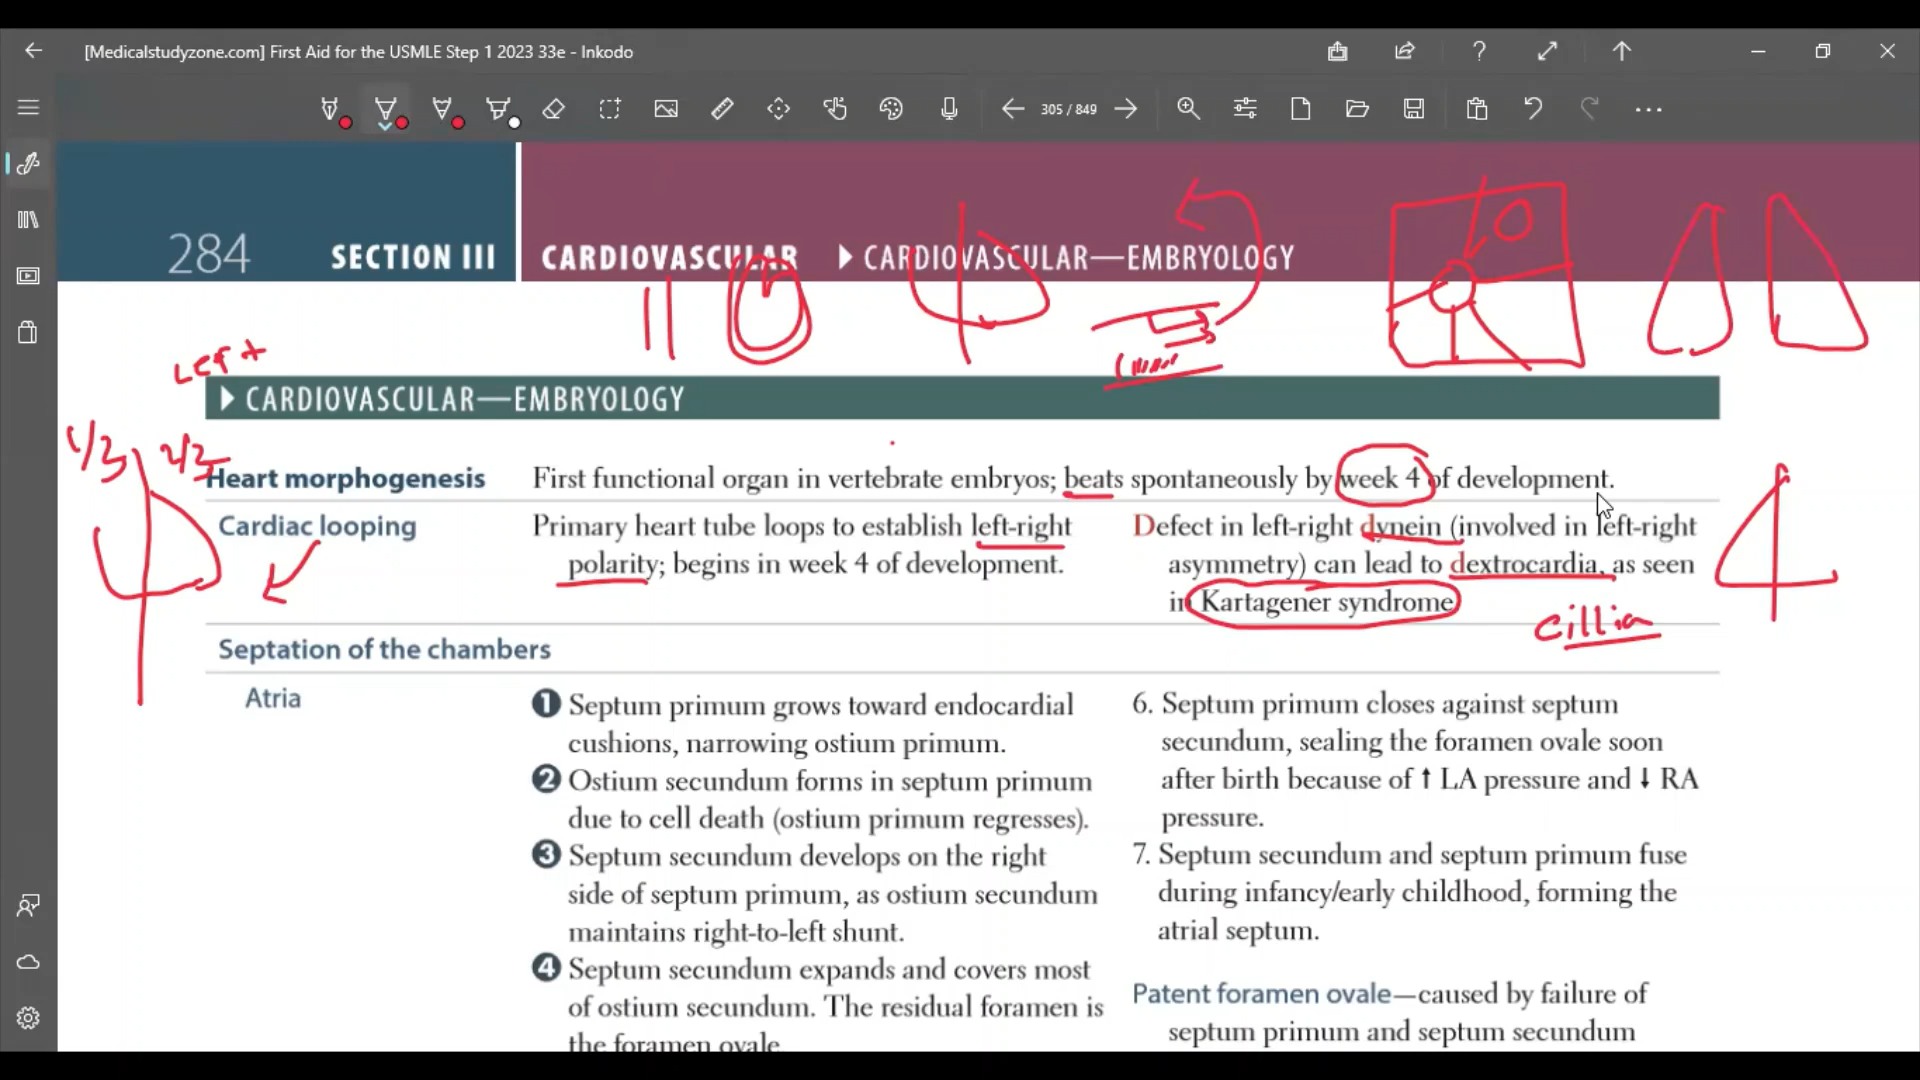 [Medicalstudyzone.com] First Aid for the USMLE Step 1 2023 33e - Inkodo
305 / 849
284 SECTION III CARDIOVASCULAR ▶ CARDIOVASCULAR—EMBRYOLOGY
LEFt
▶ CARDIOVASCULAR—EMBRYOLOGY
1/3 2/3
Heart morphogenesis First functional organ in vertebrate embryos; beats spontaneously by week 4 of development.
Cardiac looping
Primary heart tube loops to establish left-right
polarity; begins in week 4 of development.
Defect in left-right dynein (involved in left-right
asymmetry) can lead to dextrocardia, as seen
in Kartagener syndrome
cillia
Septation of the chambers
Atria
❶ Septum primum grows toward endocardial
cushions, narrowing ostium primum.
❷ Ostium secundum forms in septum primum
due to cell death (ostium primum regresses).
❸ Septum secundum develops on the right
side of septum primum, as ostium secundum
maintains right-to-left shunt.
❹ Septum secundum expands and covers most
of ostium secundum. The residual foramen is
the foramen ovale
6. Septum primum closes against septum
secundum, sealing the foramen ovale soon
after birth because of ⬆ LA pressure and ⬇ RA
pressure.
7. Septum secundum and septum primum fuse
during infancy/early childhood, forming the
atrial septum.
Patent foramen ovale—caused by failure of
septum primum and septum secundum